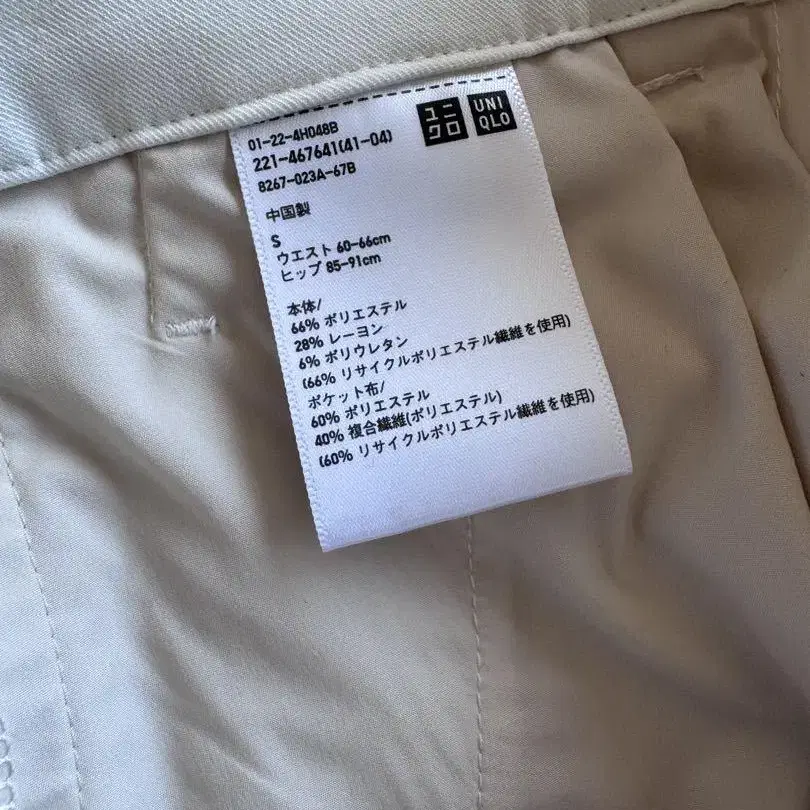 ユニ
クロ
UNI
QLO
01-22-4H048B
221-467641(41-04)
8267-023A-67B
中国製
S
ウエスト 60-66cm
ヒップ 85-91cm
本体/
66% ポリエステル
28% レーヨン
6% ポリウレタン
(66% リサイクルポリエステル繊維を使用)
ポケット布/
60% ポリエステル
40% 複合繊維(ポリエステル)
(60% リサイクルポリエステル繊維を使用)